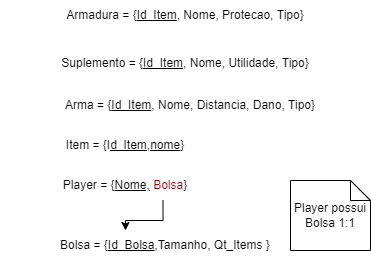 Armadura = {Id_Item, Nome, Protecao, Tipo}
Suplemento = {Id_Item, Nome, Utilidade, Tipo}
Arma = {Id_Item, Nome, Distancia, Dano, Tipo}
Item = {Id_Item,nome}
Player = {Nome, Bolsa}
Player possui
Bolsa 1:1
Bolsa = {Id_Bolsa,Tamanho, Qt_Items }